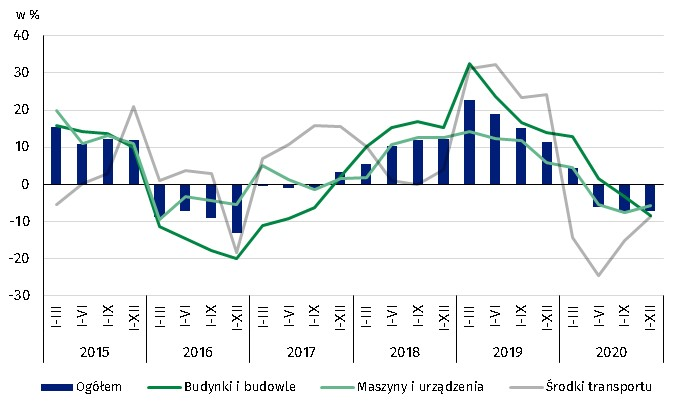 w %
40
30
20
10
0
-10
-20
-30
I-III I-VI I-IX I-XII I-III I-VI I-IX I-XII I-III I-VI I-IX I-XII I-III I-VI I-IX I-XII I-III I-VI I-IX I-XII I-III I-VI I-IX I-XII
2015 2016 2017 2018 2019 2020
Ogółem Budynki i budowle Maszyny i urządzenia Środki transportu